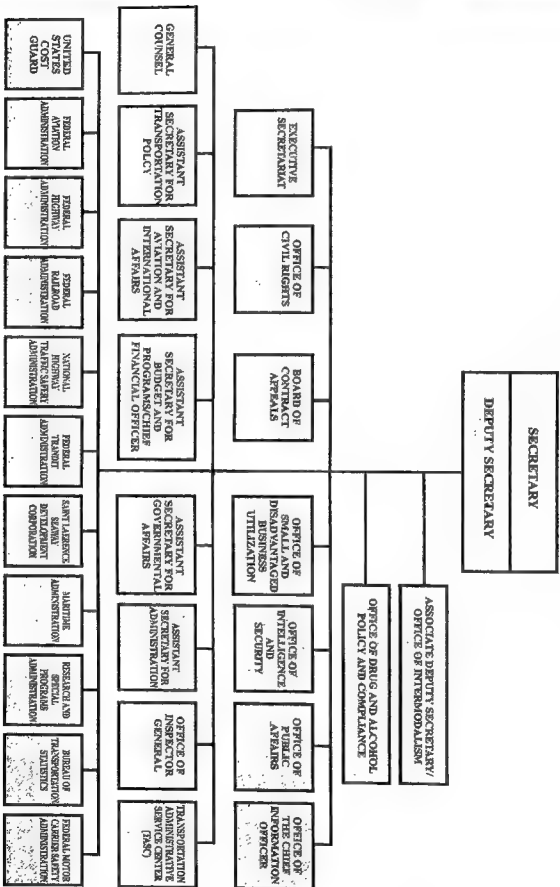 SECRETARY
DEPUTY SECRETARY
ASSOCIATE DEPUTY SECRETARY/
OFFICE OF INTERMODALISM
OFFICE OF DRUG AND ALCOHOL
POLICY AND COMPLIANCE
EXECUTIVE
SECRETARIAT
OFFICE OF
CIVIL RIGHTS
BOARD OF
CONTRACT
APPEALS
OFFICE OF
SMALL AND
DISADVANTAGED
BUSINESS
UTILIZATION
OFFICE OF
INTELLIGENCE
AND
SECURITY
OFFICE OF
PUBLIC
AFFAIRS
OFFICE OF
THE CHIEF
INFORMATION
OFFICER
GENERAL
COUNSEL
ASSISTANT
SECRETARY FOR
TRANSPORTATION
POLCY
ASSISTANT
SECRETARY FOR
AVIATION AND
INTERNATIONAL
AFFAIRS
ASSISTANT
SECRETARY FOR
BUDGET AND
PROGRAMS/CHIEF
FINANCIAL OFFICER
ASSISTANT
SECRETARY FOR
GOVERNMENTAL
AFFAIRS
ASSISTANT
SECRETARY FOR
ADMINISTRATION
OFFICE OF
INSPECTOR
GENERAL
TRANSPORTATION
ADMINISTRATIVE
SERVICE CENTER
(TASC)
UNITED
STATES
COST
GUARD
FEDERAL
AVIATION
ADMINISTRATION
FEDERAL
HIGHWAY
ADMINISTRATION
FEDERAL
RAILROAD
ADMINISTRATION
NATIONAL
HIGHWAY
TRAFFIC SAFERY
ADMINISTRATION
FEDERAL
TRANSIT
ADMINISTRATION
SAINT LAERENCE
SEAWAY
DEVELOPMENT
CORPORATION
MARITIME
ADMINISTRATION
RESEARCH AND
SPECIAL
PROGRAMS
ADMINISTRATION
BUREAU OF
TRANSPORTATION
STATISTICS
FEDERAL MOTOR
CARRIER SAFETY
ADMINISTRATION